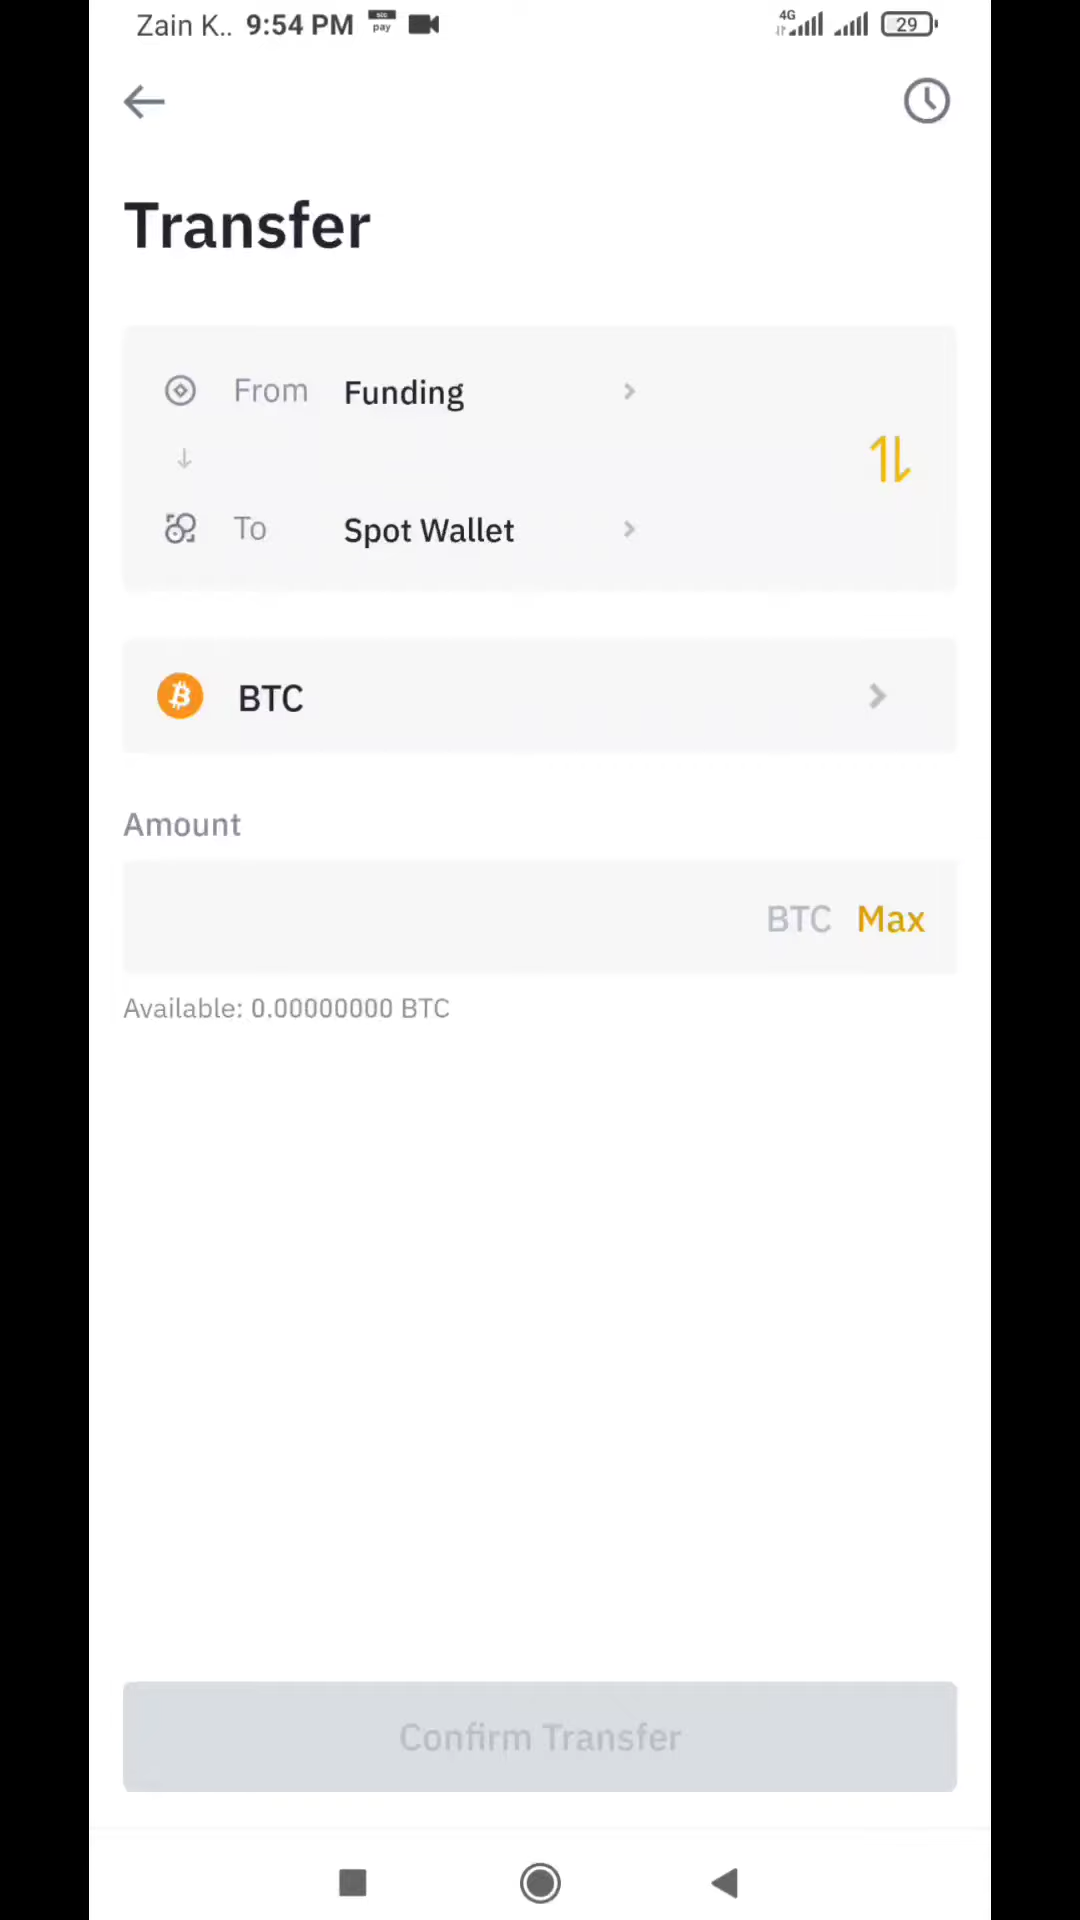 Zain K.. 9:54 PM pay 4G 29
Transfer
From Funding
To Spot Wallet
BTC
Amount
BTC Max
Available: 0.00000000 BTC
Confirm Transfer